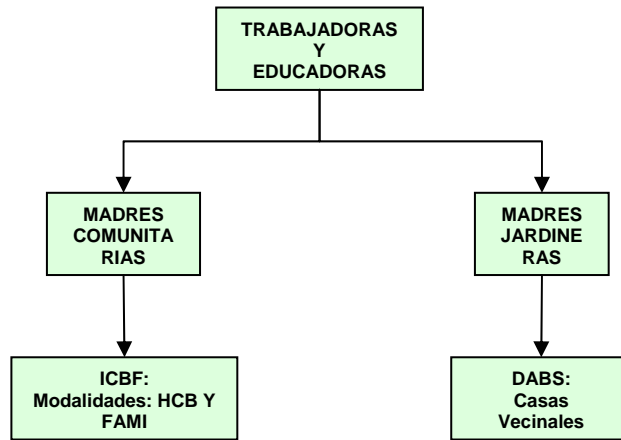 TRABAJADORAS
Y
EDUCADORAS
MADRES
COMUNITA
RIAS
MADRES
JARDINE
RAS
ICBF:
Modalidades: HCB Y
FAMI
DABS:
Casas
Vecinales